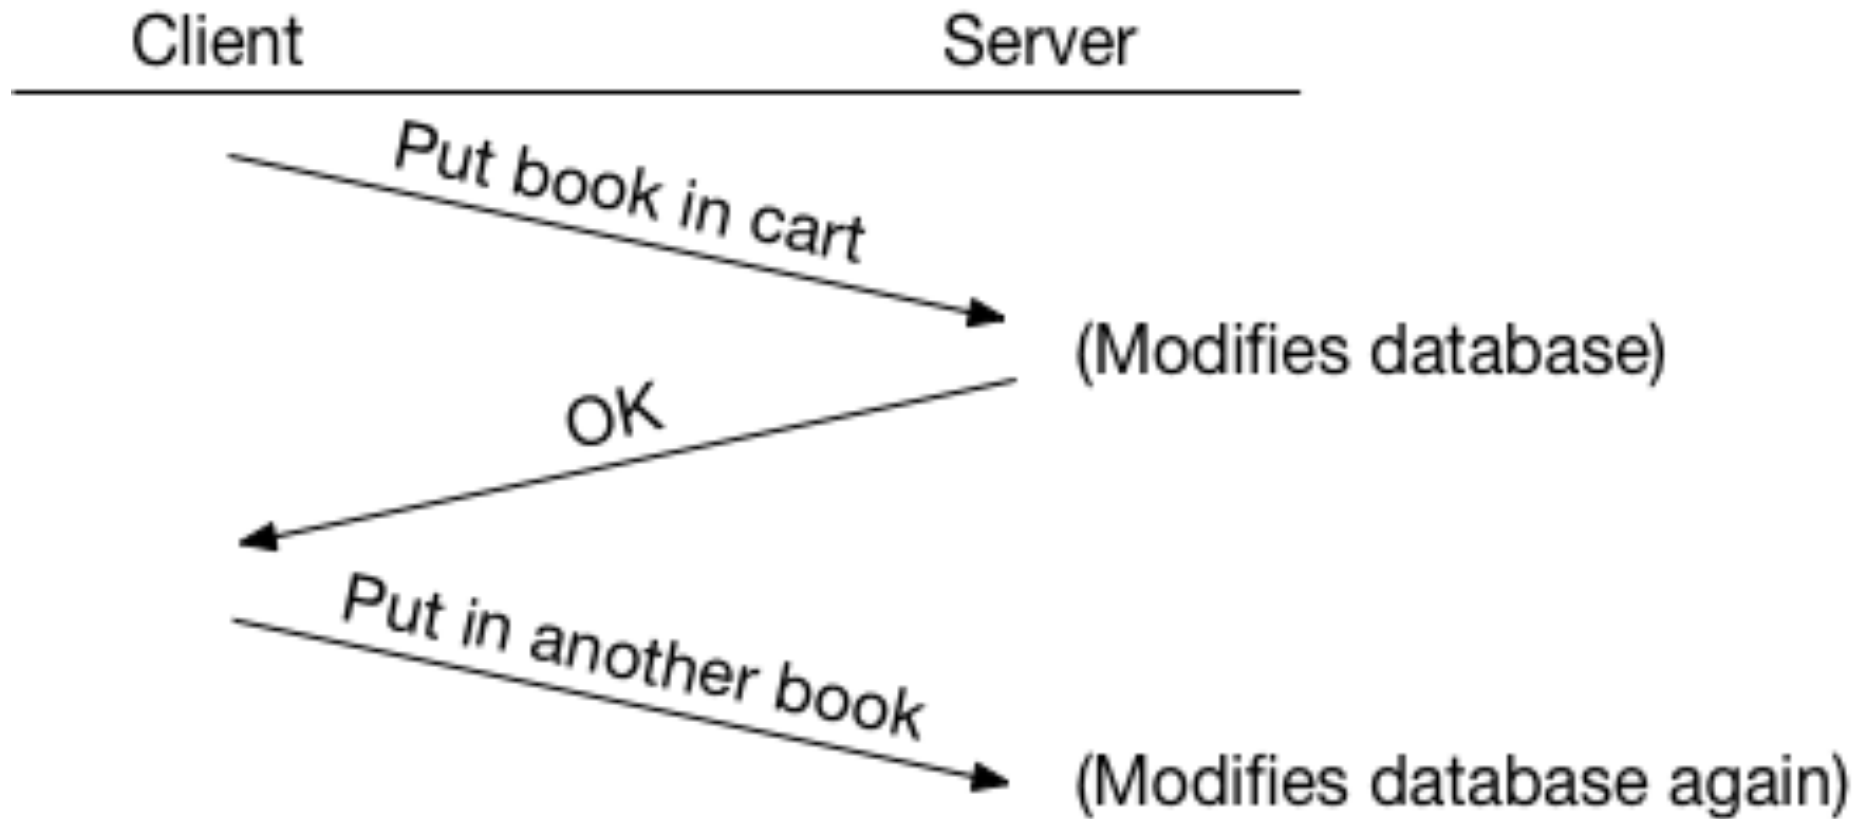 Client Server
Put book in cart
(Modifies database)
OK
Put in another book
(Modifies database again)